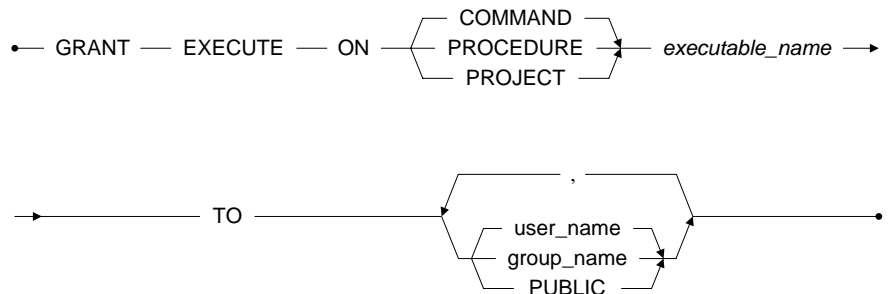 COMMAND
GRANT EXECUTE ON PROCEDURE executable_name
PROJECT
,
TO
user_name
group_name
PUBLIC